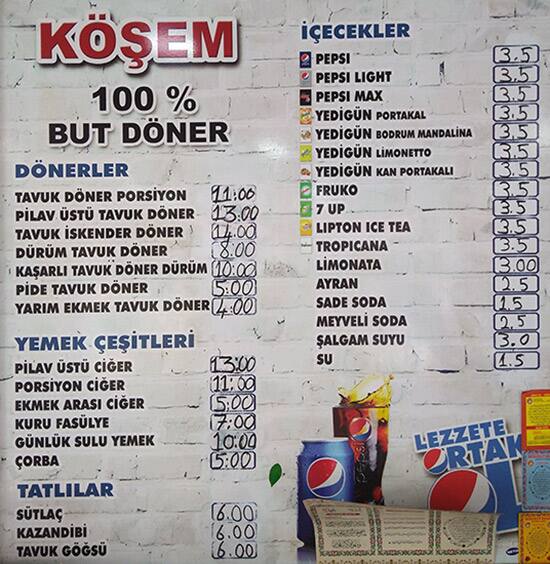 KÖŞEM
100 %
BUT DÖNER
DÖNERLER
TAVUK DÖNER PORSİYON 11:00
PİLAV ÜSTÜ TAVUK DÖNER 13:00
TAVUK İSKENDER DÖNER 14.00
DÜRÜM TAVUK DÖNER 8:00
KAŞARLI TAVUK DÖNER DÜRÜM 10:00
PİDE TAVUK DÖNER 5:00
YARIM EKMEK TAVUK DÖNER 4:00
YEMEK ÇEŞİTLERİ
PİLAV ÜSTÜ CİĞER 13:00
PORSİYON CİĞER 11:00
EKMEK ARASI CİĞER 5:00
KURU FASÜLYE 7:00
GÜNLÜK SULU YEMEK 10:00
ÇORBA 5:00
TATLILAR
SÜTLAÇ 6.00
KAZANDİBİ 6.00
TAVUK GÖĞSÜ 6.00
İÇECEKLER
PEPSI 3.5
PEPSI LIGHT 3.5
PEPSI MAX 3.5
YEDİGÜN PORTAKAL 3.5
YEDİGÜN BODRUM MANDALİNA 3.5
YEDİGÜN LİMONETTO 3.5
YEDİGÜN KAN PORTAKALI 3.5
FRUKO 3.5
7 UP 3.5
LIPTON ICE TEA 3.5
TROPICANA 3.5
LİMONATA 3.00
AYRAN 2.5
SADE SODA 1.5
MEYVELİ SODA 2.5
ŞALGAM SUYU 3.0
SU 1.5
LEZZETE
ORTAK
pepsi
pepsi